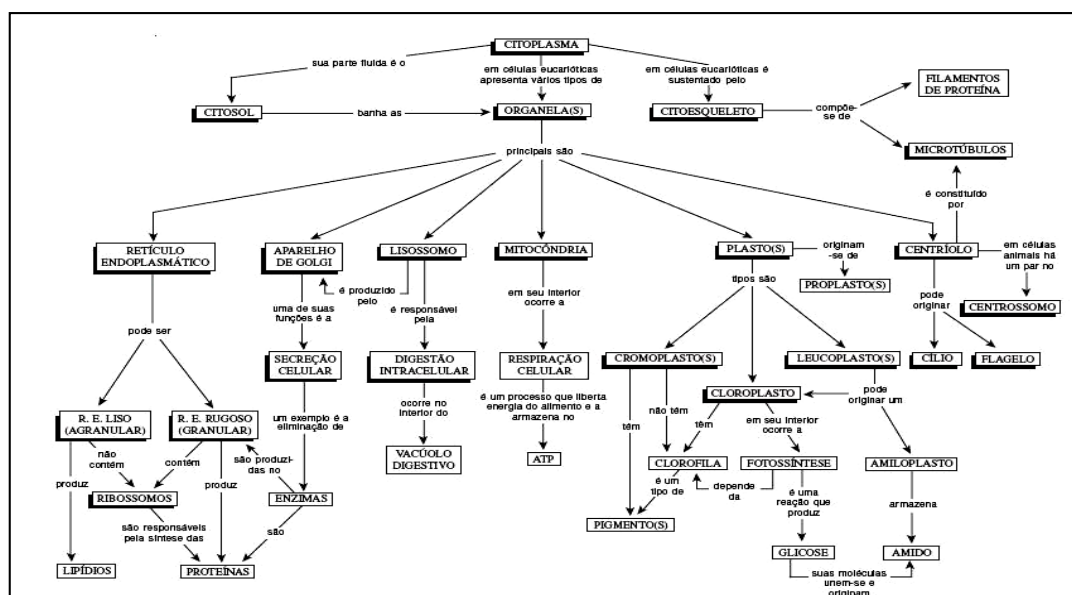 CITOPLASMA
sua parte fluida é o
em células eucarióticas
apresenta vários tipos de
em células eucarióticas é
sustentado pelo
FILAMENTOS
DE PROTEÍNA
CITOSOL
banha as
ORGANELA(S)
CITOESQUELETO
compõe-
se de
principais são
MICROTÚBULOS
é constituído
por
RETÍCULO
ENDOPLASMÁTICO
APARELHO
DE GOLGI
LISOSSOMO
MITOCÔNDRIA
PLASTO(S)
originam
-se de
CENTRÍOLO
em células
animais há
um par no
é produzido
pelo
PROPLASTO(S)
CENTROSSOMO
uma de suas
funções é a
é responsável
pela
em seu interior
ocorre a
tipos são
pode
originar
pode ser
SECREÇÃO
CELULAR
DIGESTÃO
INTRACELULAR
RESPIRAÇÃO
CELULAR
CROMOPLASTO(S)
LEUCOPLASTO(S)
CÍLIO
FLAGELO
CLOROPLASTO
pode
originar um
ocorre no
interior do
é um processo que liberta
energia do alimento e a
armazena no
R. E. LISO
(AGRANULAR)
R. E. RUGOSO
(GRANULAR)
um exemplo é a
eliminação de
têm
não têm
têm
em seu interior
ocorre a
não
contém
contém
são produzi-
das no
VACÚOLO
DIGESTIVO
ATP
CLOROFILA
FOTOSSÍNTESE
AMILOPLASTO
produz
produz
RIBOSSOMOS
ENZIMAS
é um
tipo de
depende
da
é uma
reação que
produz
armazena
são responsáveis
pela síntese das
são
PIGMENTO(S)
LIPÍDIOS
PROTEÍNAS
GLICOSE
AMIDO
suas moléculas
unem-se e
originam